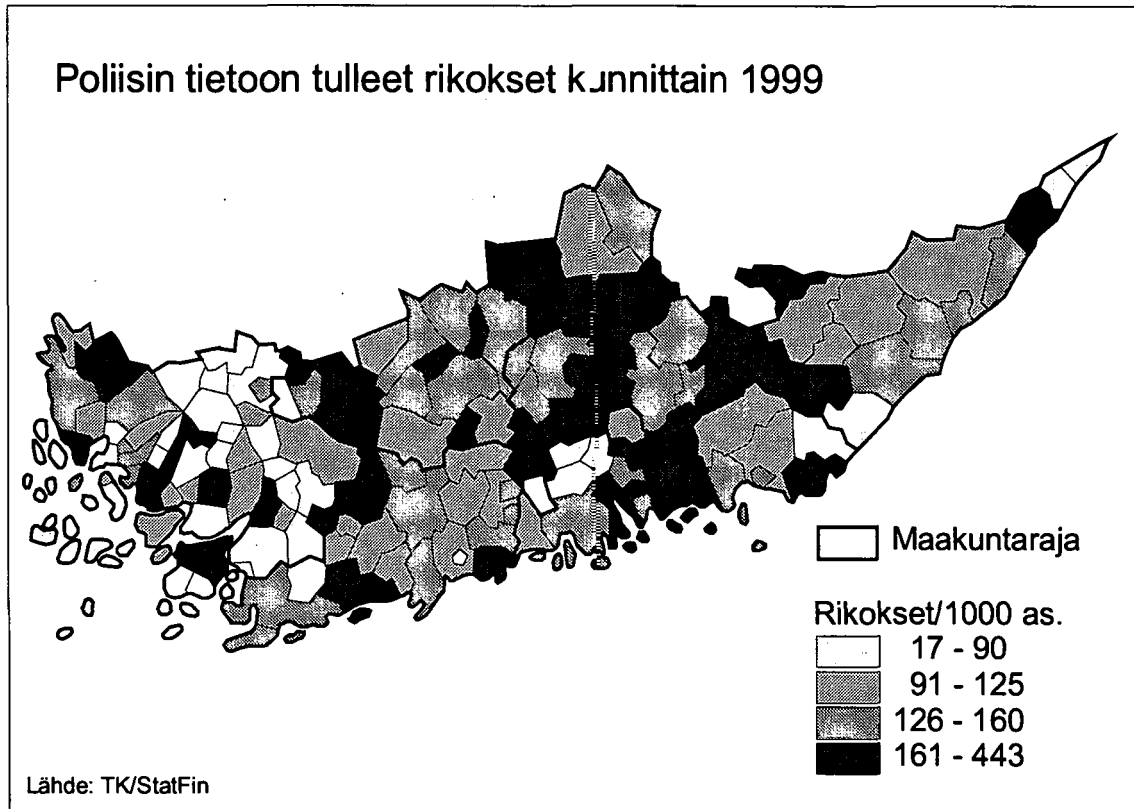 Poliisin tietoon tulleet rikokset kunnittain 1999
Maakuntaraja
Rikokset/1000 as.
17 - 90
91 - 125
126 - 160
161 - 443
Lähde: TK/StatFin